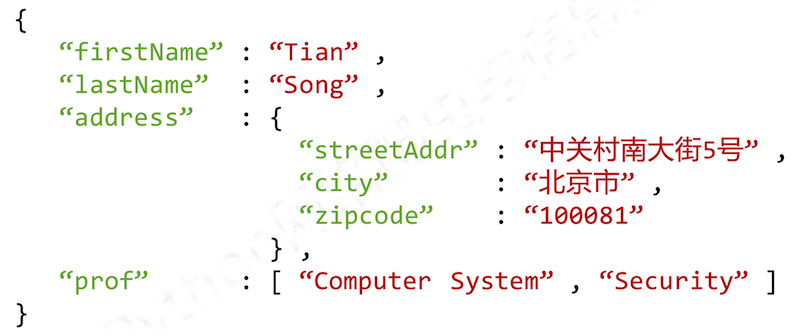 {
“firstName” : “Tian” ,
“lastName” : “Song” ,
“address” : {
“streetAddr” : “中关村南大街5号” ,
“city” : “北京市” ,
“zipcode” : “100081”
} ,
“prof” : [ “Computer System” , “Security” ]
}